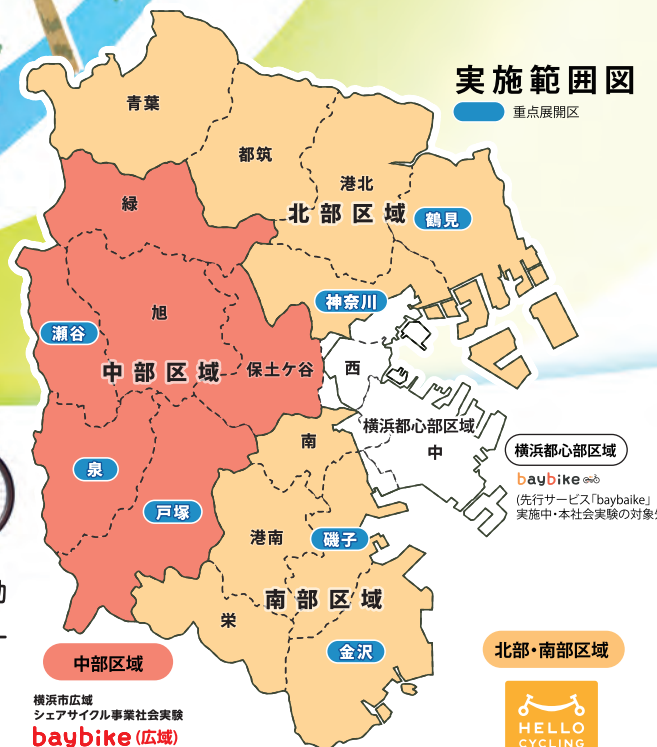 実施範囲図
重点展開区
青葉
都筑
港北
緑
北部区域
鶴見
神奈川
旭
瀬谷
中部区域
保土ケ谷
西
横浜都心部区域
中
南
横浜都心部区域
baybike
(先行サービス「baybaike」
実施中・本社会実験の対象
泉
戸塚
港南
磯子
南部区域
栄
金沢
中部区域
横浜市広域
シェアサイクル事業社会実験
baybike(広域)
北部・南部区域
HELLO
CYCLING